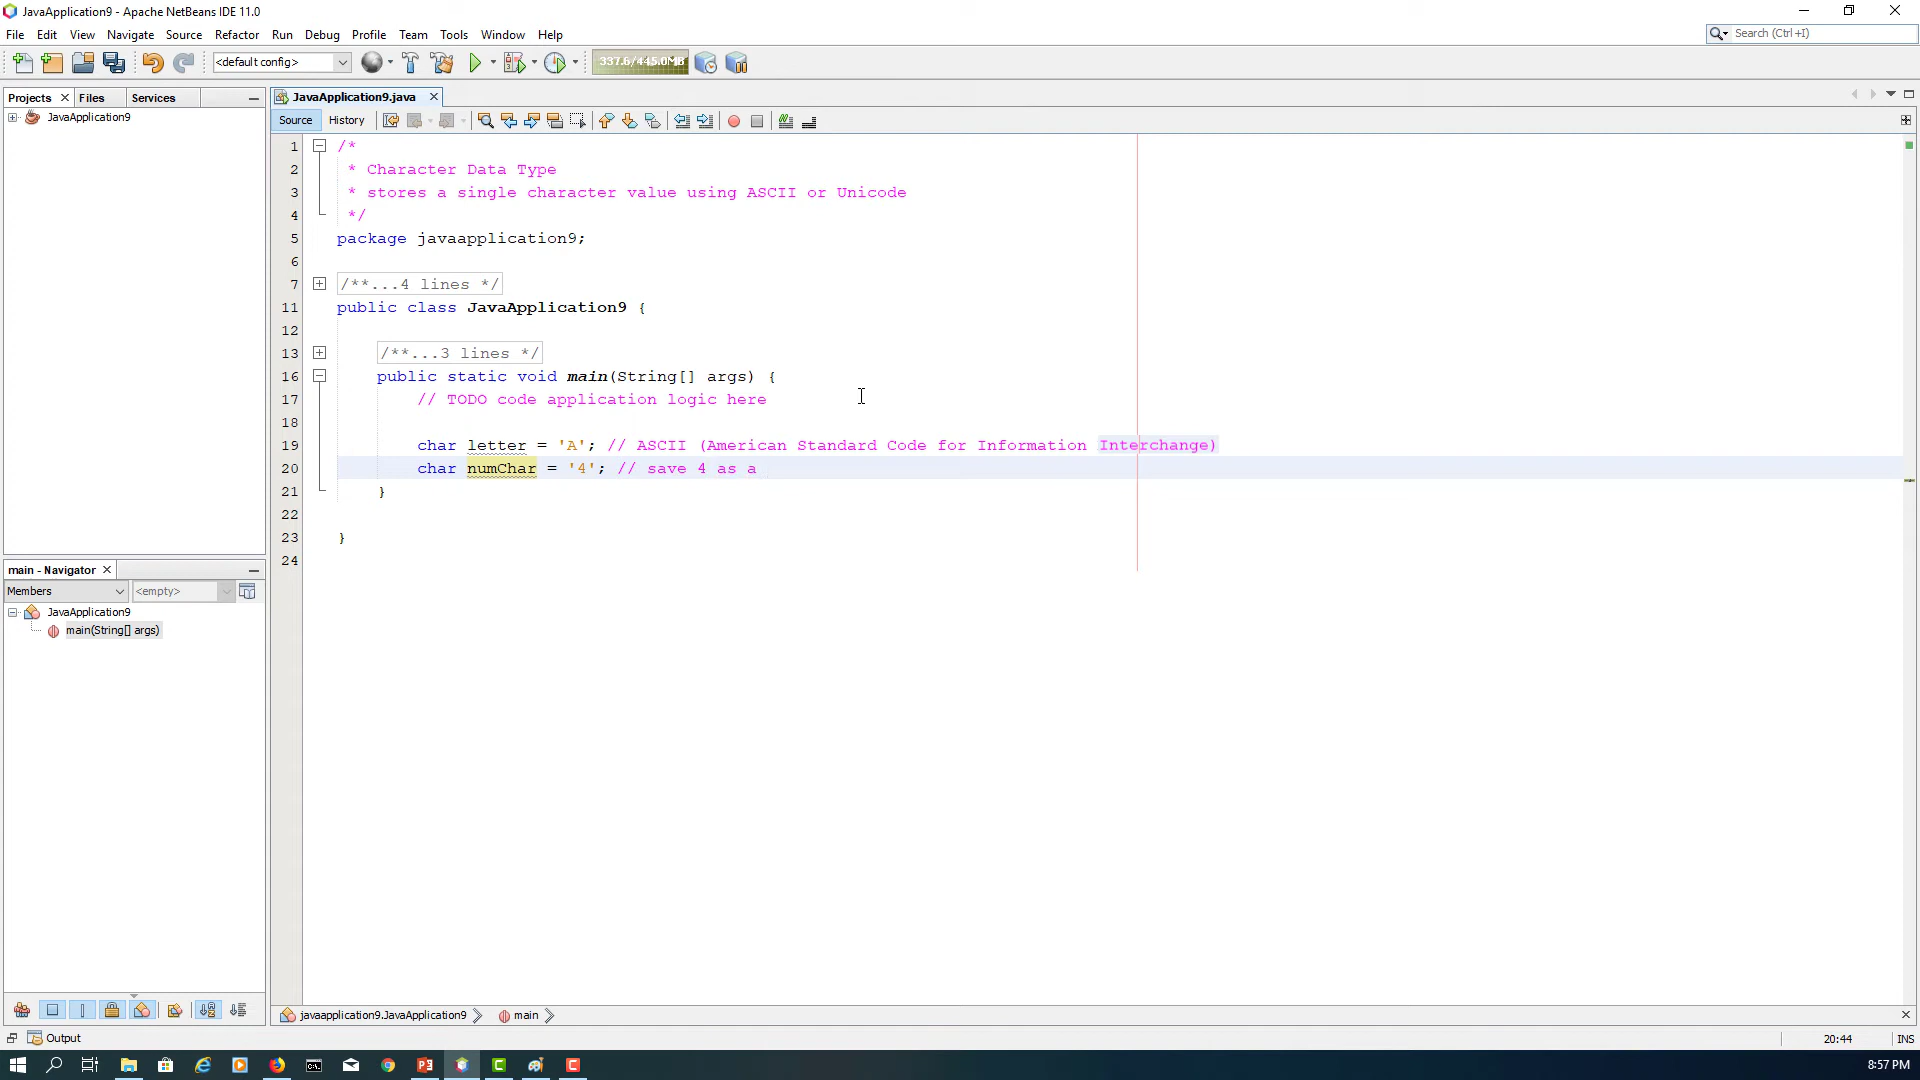 JavaApplication9 - Apache NetBeans IDE 11.0
File Edit View Navigate Source Refactor Run Debug Profile Team Tools Window Help
Search (Ctrl+I)
<default config>
337.6/445.0MB
Projects Files Services
JavaApplication9.java
JavaApplication9
Source History
1 /*
2 * Character Data Type
3 * stores a single character value using ASCII or Unicode
4 */
5 package javaapplication9;
6
7 /**...4 lines */
11 public class JavaApplication9 {
12
13 /**...3 lines */
16 public static void main(String[] args) {
17 // TODO code application logic here
18
19 char letter = 'A'; // ASCII (American Standard Code for Information Interchange)
20 char numChar = '4'; // save 4 as a
21 }
22
23 }
24
main - Navigator
Members <empty>
JavaApplication9
main(String[] args)
javaapplication9.JavaApplication9 main
Output
20:44 INS
8:57 PM